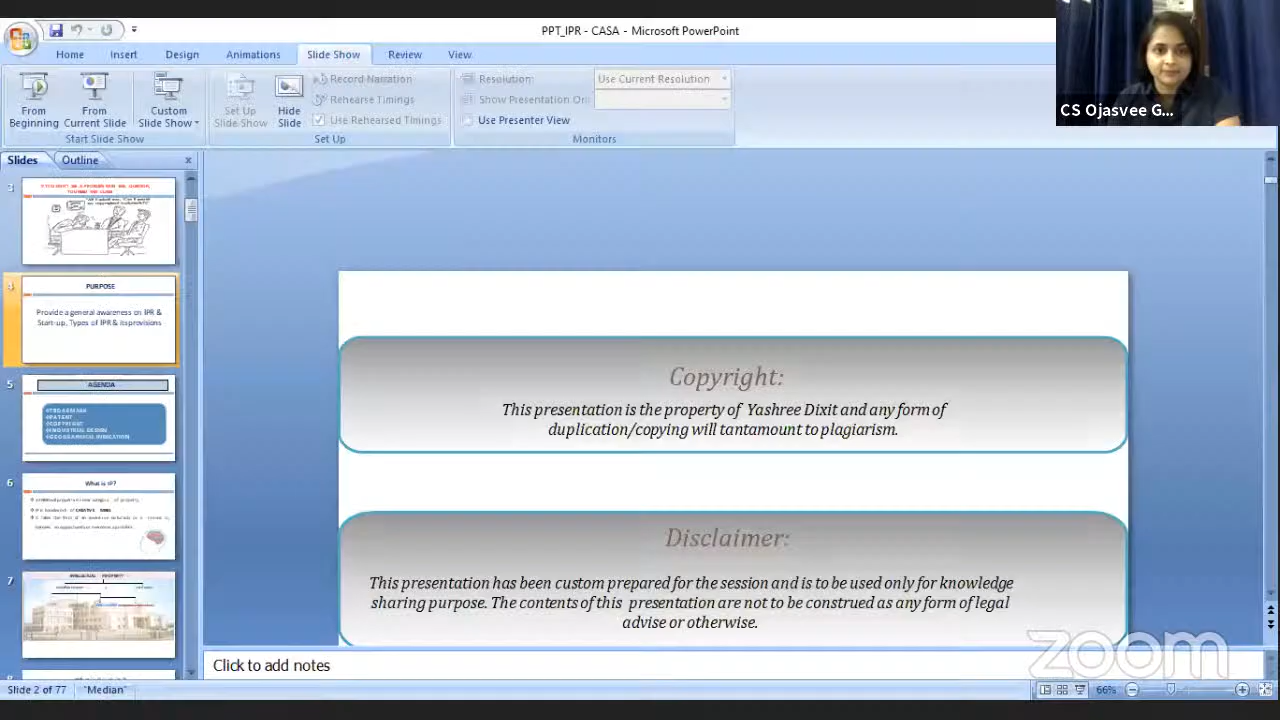 PPT_IPR - CASA - Microsoft PowerPoint
Home Insert Design Animations Slide Show Review View
CS Ojasvee G...
From Beginning
From Current Slide
Custom Slide Show
Set Up Slide Show
Hide Slide
Record Narration
Rehearse Timings
Use Rehearsed Timings
Resolution: Use Current Resolution
Show Presentation On:
Use Presenter View
Start Slide Show
Set Up
Monitors
Slides Outline
3
4
PURPOSE
Provide a general awareness on IPR &
Start-up, Types of IPR & its provisions
5
AGENDA
6
What is IP?
7
INTELLECTUAL PROPERTY
Copyright:
This presentation is the property of Yashree Dixit and any form of
duplication/copying will tantamount to plagiarism.
Disclaimer:
This presentation has been custom prepared for the session and is to be used only for knowledge
sharing purpose. The contents of this presentation are not to be construed as any form of legal
advise or otherwise.
Click to add notes
zoom
Slide 2 of 77
"Median"
66%